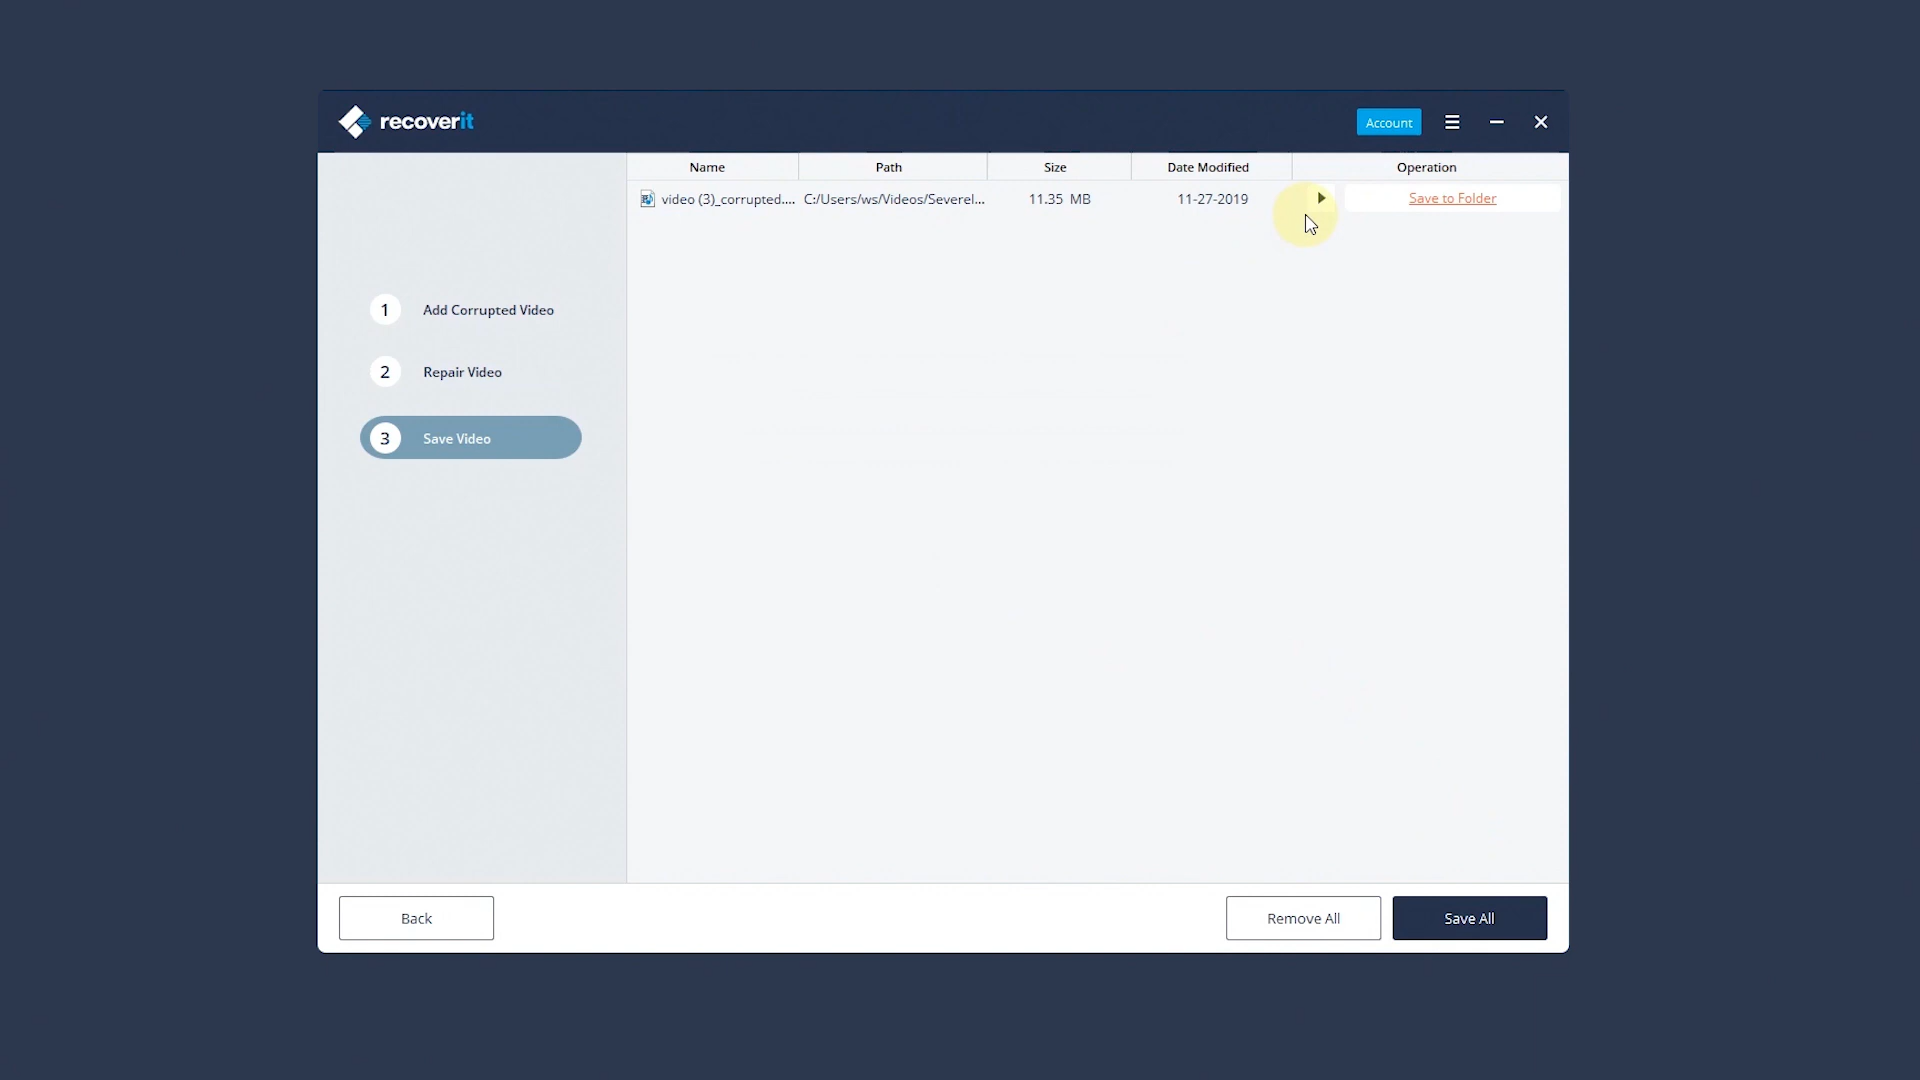 recoverit
Account
Name Path Size Date Modified Operation
video (3)_corrupted.... C:/Users/ws/Videos/Severel... 11.35 MB 11-27-2019 Save to Folder
1 Add Corrupted Video
2 Repair Video
3 Save Video
Back Remove All Save All